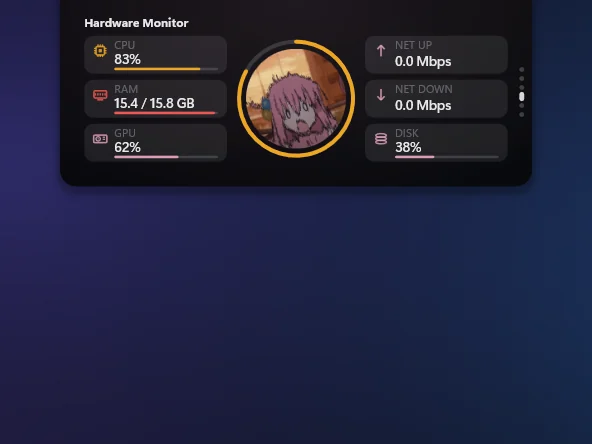 Hardware Monitor
CPU
83%
RAM
15.4 / 15.8 GB
GPU
62%
NET UP
0.0 Mbps
NET DOWN
0.0 Mbps
DISK
38%